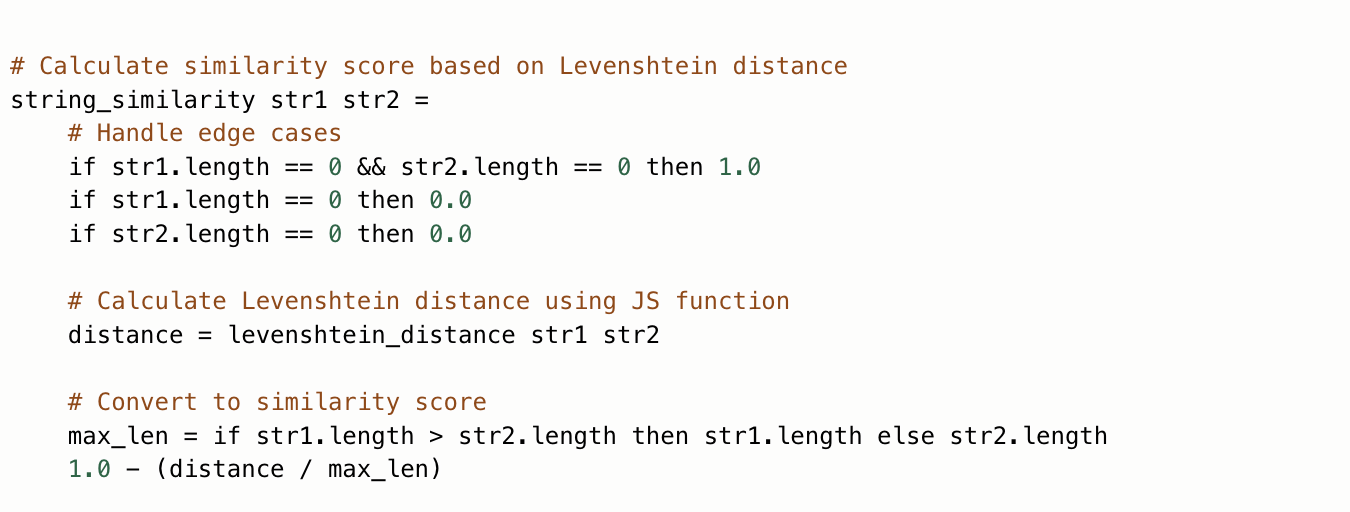 # Calculate similarity score based on Levenshtein distance
string_similarity str1 str2 =
    # Handle edge cases
    if str1.length == 0 && str2.length == 0 then 1.0
    if str1.length == 0 then 0.0
    if str2.length == 0 then 0.0

    # Calculate Levenshtein distance using JS function
    distance = levenshtein_distance str1 str2

    # Convert to similarity score
    max_len = if str1.length > str2.length then str1.length else str2.length
    1.0 - (distance / max_len)